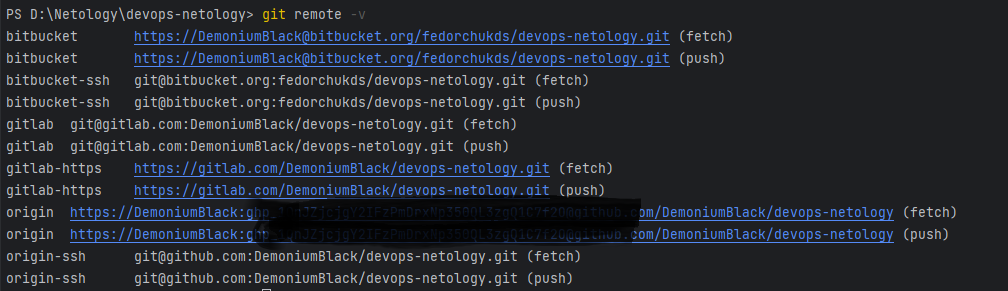 PS D:\Netology\devops-netology> git remote -v
bitbucket https://DemoniumBlack@bitbucket.org/fedorchukds/devops-netology.git (fetch)
bitbucket https://DemoniumBlack@bitbucket.org/fedorchukds/devops-netology.git (push)
bitbucket-ssh git@bitbucket.org:fedorchukds/devops-netology.git (fetch)
bitbucket-ssh git@bitbucket.org:fedorchukds/devops-netology.git (push)
gitlab git@gitlab.com:DemoniumBlack/devops-netology.git (fetch)
gitlab git@gitlab.com:DemoniumBlack/devops-netology.git (push)
gitlab-https https://gitlab.com/DemoniumBlack/devops-netology.git (fetch)
gitlab-https https://gitlab.com/DemoniumBlack/devops-netology.git (push)
origin https://DemoniumBlack: @github.com/DemoniumBlack/devops-netology (fetch)
origin https://DemoniumBlack: @github.com/DemoniumBlack/devops-netology (push)
origin-ssh git@github.com:DemoniumBlack/devops-netology.git (fetch)
origin-ssh git@github.com:DemoniumBlack/devops-netology.git (push)